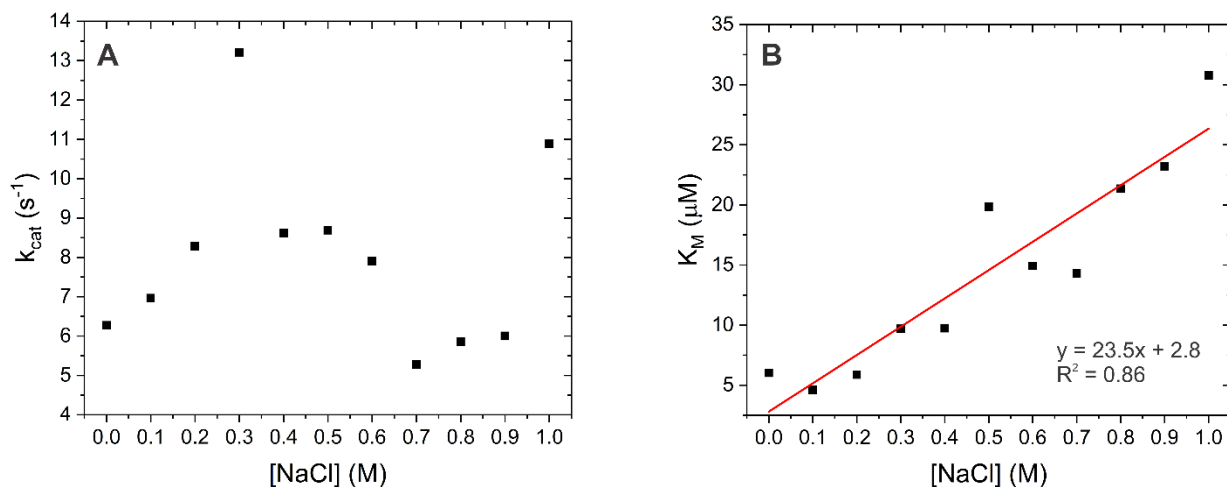 A
14
13
12
11
10
9
8
7
6
5
4
k_cat (s⁻¹)
0.0 0.1 0.2 0.3 0.4 0.5 0.6 0.7 0.8 0.9 1.0
[NaCl] (M)
B
35
30
25
20
15
10
5
K_M (μM)
y = 23.5x + 2.8
R² = 0.86
0.0 0.1 0.2 0.3 0.4 0.5 0.6 0.7 0.8 0.9 1.0
[NaCl] (M)